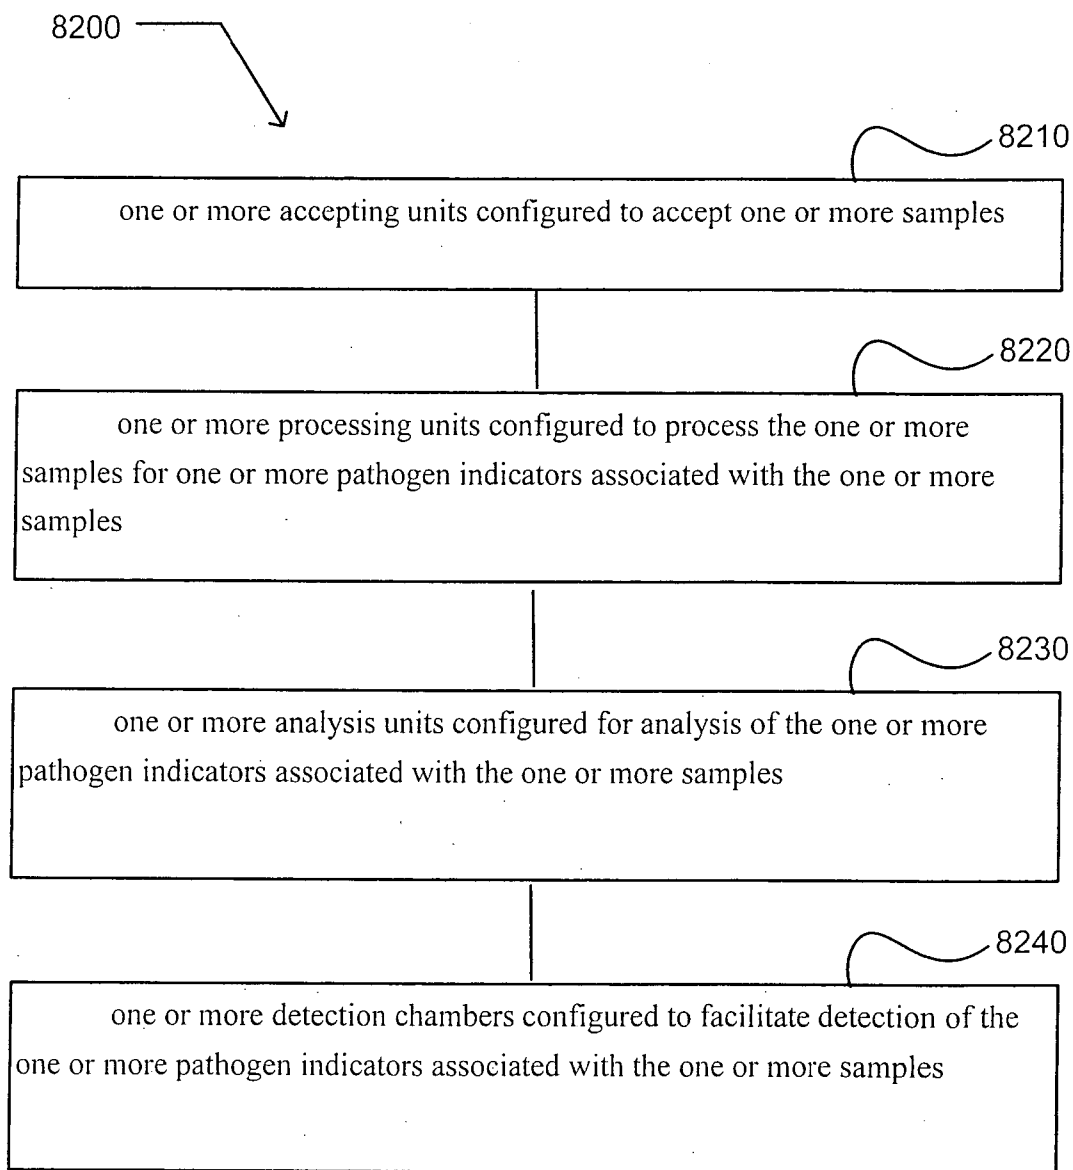 8200
8210
one or more accepting units configured to accept one or more samples
8220
one or more processing units configured to process the one or more
samples for one or more pathogen indicators associated with the one or more
samples
8230
one or more analysis units configured for analysis of the one or more
pathogen indicators associated with the one or more samples
8240
one or more detection chambers configured to facilitate detection of the
one or more pathogen indicators associated with the one or more samples